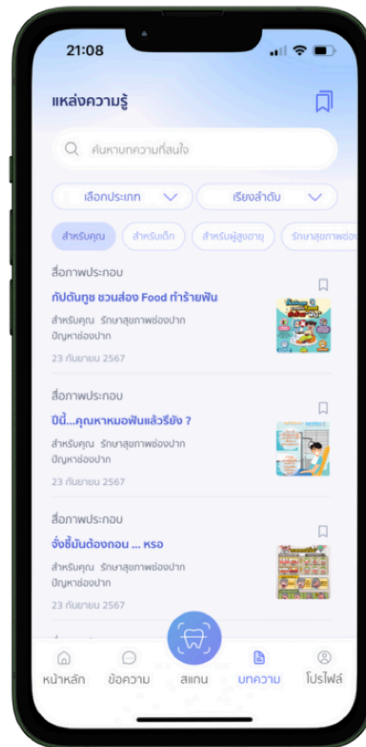 21:08
แหล่งความรู้
ค้นหาบทความที่สนใจ
เลือกประเภท
เรียงลำดับ
สำหรับคุณ
สำหรับเด็ก
สำหรับผู้สูงอายุ
รักษาสุขภาพช่อง
สื่อภาพประกอบ
กัปตันทูธ ชวนส่อง Food ทำร้ายฟัน
สำหรับคุณ รักษาสุขภาพช่องปาก
ปัญหาช่องปาก
23 กันยายน 2567
สื่อภาพประกอบ
ปีนี้...คุณหาหมอฟันแล้วรึยัง ?
สำหรับคุณ รักษาสุขภาพช่องปาก
ปัญหาช่องปาก
23 กันยายน 2567
สื่อภาพประกอบ
จั่งซี้มันต้องถอน ... หรอ
สำหรับคุณ รักษาสุขภาพช่องปาก
ปัญหาช่องปาก
23 กันยายน 2567
หน้าหลัก
ข้อความ
สแกน
บทความ
โปรไฟล์